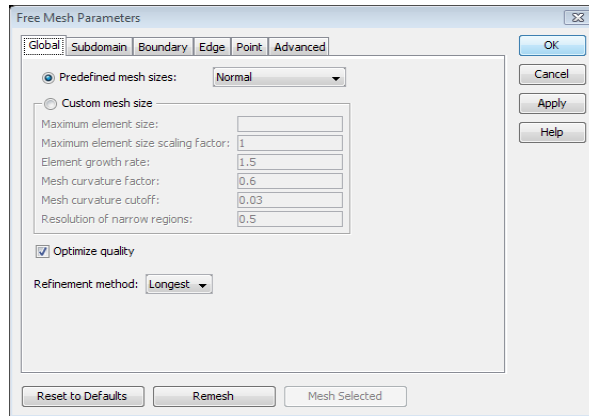 Free Mesh Parameters
Global Subdomain Boundary Edge Point Advanced
Predefined mesh sizes: Normal
Custom mesh size
Maximum element size:
Maximum element size scaling factor: 1
Element growth rate: 1.5
Mesh curvature factor: 0.6
Mesh curvature cutoff: 0.03
Resolution of narrow regions: 0.5
Optimize quality
Refinement method: Longest
OK
Cancel
Apply
Help
Reset to Defaults Remesh Mesh Selected